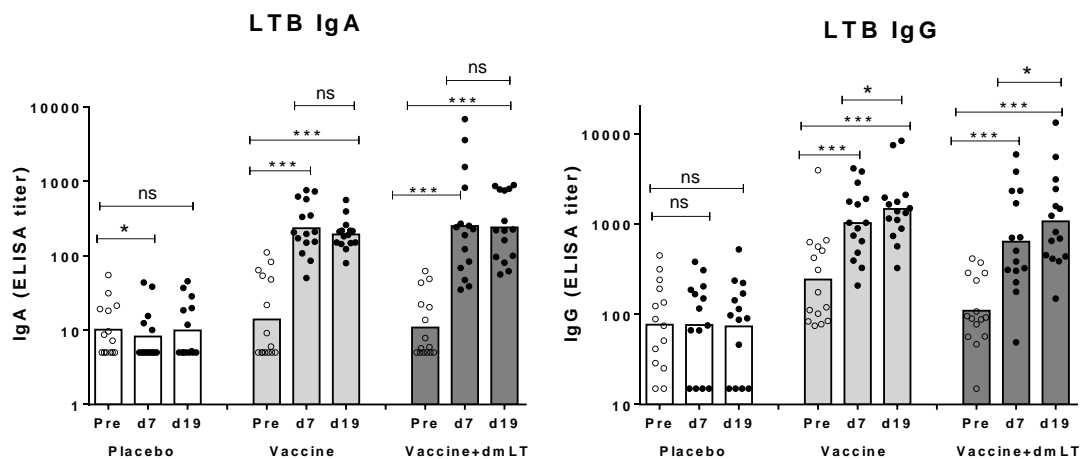 LTB IgA
ns
ns
***
***
***
***
ns
*
10000
1000
100
10
1
IgA (ELISA titer)
Pre d7 d19 Pre d7 d19 Pre d7 d19
Placebo Vaccine Vaccine+dmLT
LTB IgG
*
*
***
***
***
***
ns
ns
10000
1000
100
10
IgG (ELISA titer)
Pre d7 d19 Pre d7 d19 Pre d7 d19
Placebo Vaccine Vaccine+dmLT